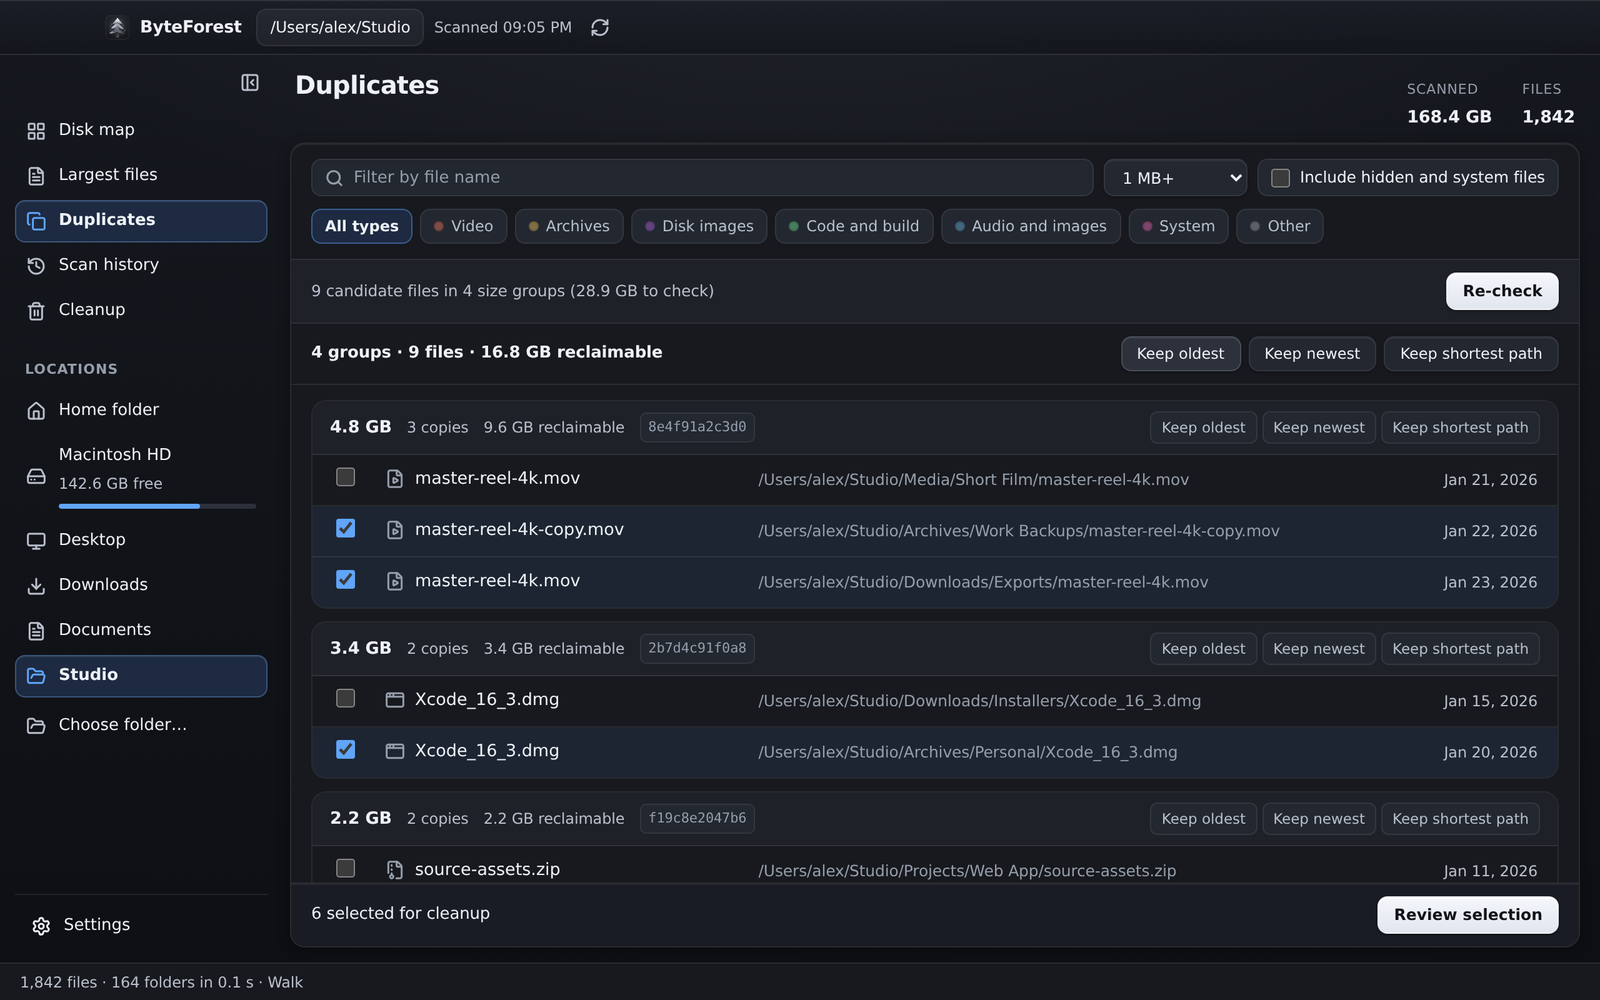 ByteForest
/Users/alex/Studio
Scanned 09:05 PM
Disk map
Largest files
Duplicates
Scan history
Cleanup
LOCATIONS
Home folder
Macintosh HD
142.6 GB free
Desktop
Downloads
Documents
Studio
Choose folder...
Settings
Duplicates
SCANNED
168.4 GB
FILES
1,842
Filter by file name
1 MB+
Include hidden and system files
All types
Video
Archives
Disk images
Code and build
Audio and images
System
Other
9 candidate files in 4 size groups (28.9 GB to check)
Re-check
4 groups · 9 files · 16.8 GB reclaimable
Keep oldest
Keep newest
Keep shortest path
4.8 GB 3 copies 9.6 GB reclaimable 8e4f91a2c3d0
Keep oldest
Keep newest
Keep shortest path
master-reel-4k.mov /Users/alex/Studio/Media/Short Film/master-reel-4k.mov Jan 21, 2026
master-reel-4k-copy.mov /Users/alex/Studio/Archives/Work Backups/master-reel-4k-copy.mov Jan 22, 2026
master-reel-4k.mov /Users/alex/Studio/Downloads/Exports/master-reel-4k.mov Jan 23, 2026
3.4 GB 2 copies 3.4 GB reclaimable 2b7d4c91f0a8
Keep oldest
Keep newest
Keep shortest path
Xcode_16_3.dmg /Users/alex/Studio/Downloads/Installers/Xcode_16_3.dmg Jan 15, 2026
Xcode_16_3.dmg /Users/alex/Studio/Archives/Personal/Xcode_16_3.dmg Jan 20, 2026
2.2 GB 2 copies 2.2 GB reclaimable f19c8e2047b6
Keep oldest
Keep newest
Keep shortest path
source-assets.zip /Users/alex/Studio/Projects/Web App/source-assets.zip Jan 11, 2026
6 selected for cleanup
Review selection
1,842 files · 164 folders in 0.1 s · Walk